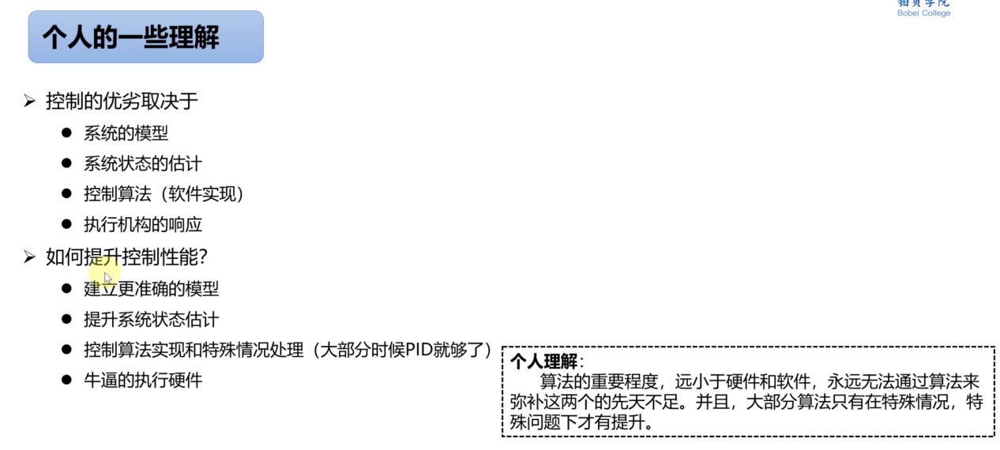 Bobei College
个人的一些理解
控制的优劣取决于
系统的模型
系统状态的估计
控制算法（软件实现）
执行机构的响应
如何提升控制性能？
建立更准确的模型
提升系统状态估计
控制算法实现和特殊情况处理（大部分时候PID就够了）
牛逼的执行硬件
个人理解：
算法的重要程度，远小于硬件和软件，永远无法通过算法来
弥补这两个的先天不足。并且，大部分算法只有在特殊情况，特
殊问题下才有提升。